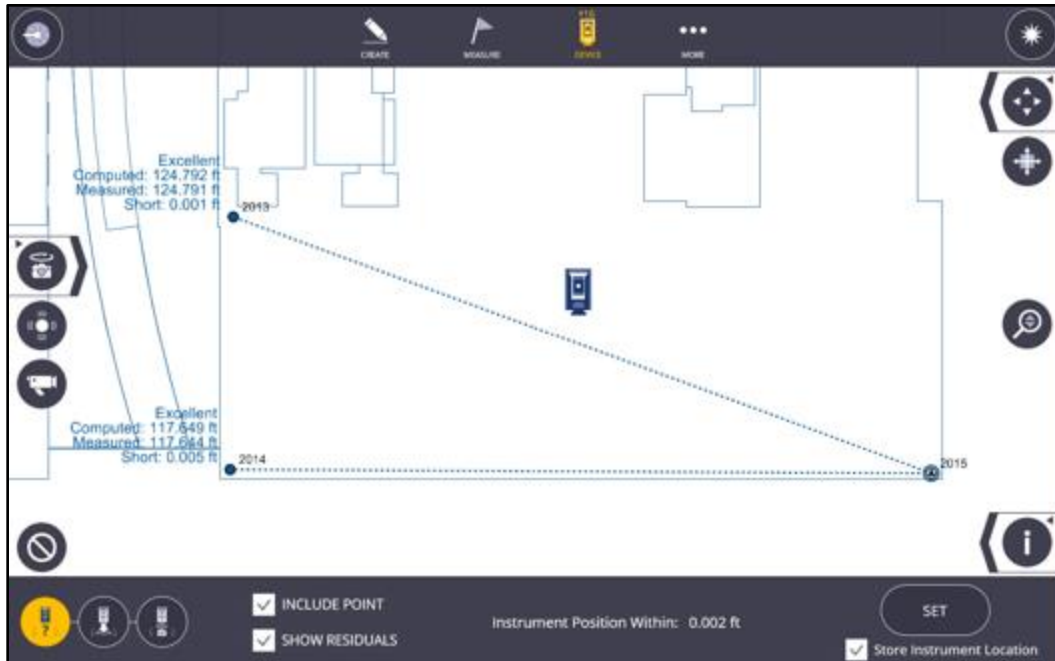 CREATE
MEASURE
DEVICE
MORE
Excellent
Computed: 124.792 ft
Measured: 124.791 ft
Short: 0.001 ft
2013
Excellent
Computed: 117.649 ft
Measured: 117.644 ft
Short: 0.005 ft
2014
2015
i
?
INCLUDE POINT
SHOW RESIDUALS
Instrument Position Within: 0.002 ft
SET
Store Instrument Location